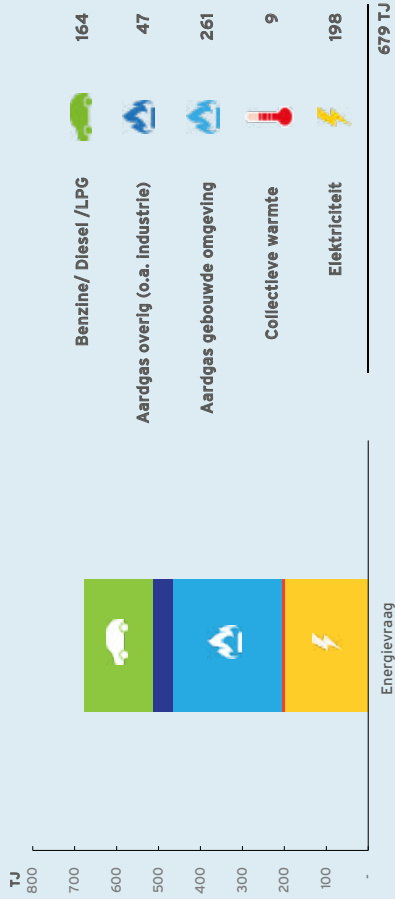 TJ
800
700
600
500
400
300
200
100
-
Energievraag
Benzine/ Diesel /LPG 164
Aardgas overig (o.a. industrie) 47
Aardgas gebouwde omgeving 261
Collectieve warmte 9
Elektriciteit 198
679 TJ